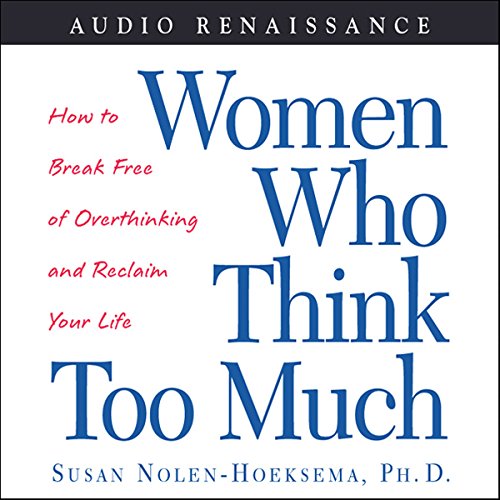 AUDIO RENAISSANCE
How to
Break Free
of Overthinking
and Reclaim
Your Life
Women
Who
Think
Too Much
SUSAN NOLEN-HOEKSEMA, PH.D.